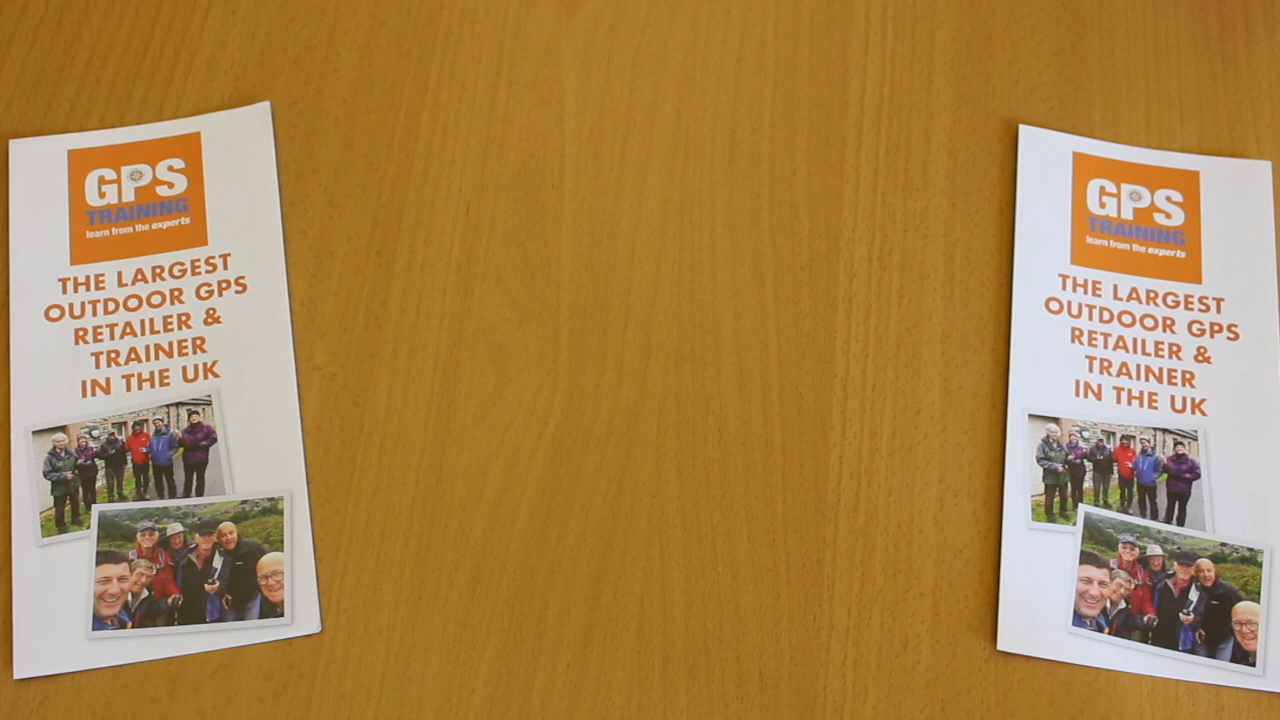 GPS
TRAINING
learn from the experts
THE LARGEST
OUTDOOR GPS
RETAILER &
TRAINER
IN THE UK
GPS
TRAINING
learn from the experts
THE LARGEST
OUTDOOR GPS
RETAILER &
TRAINER
IN THE UK